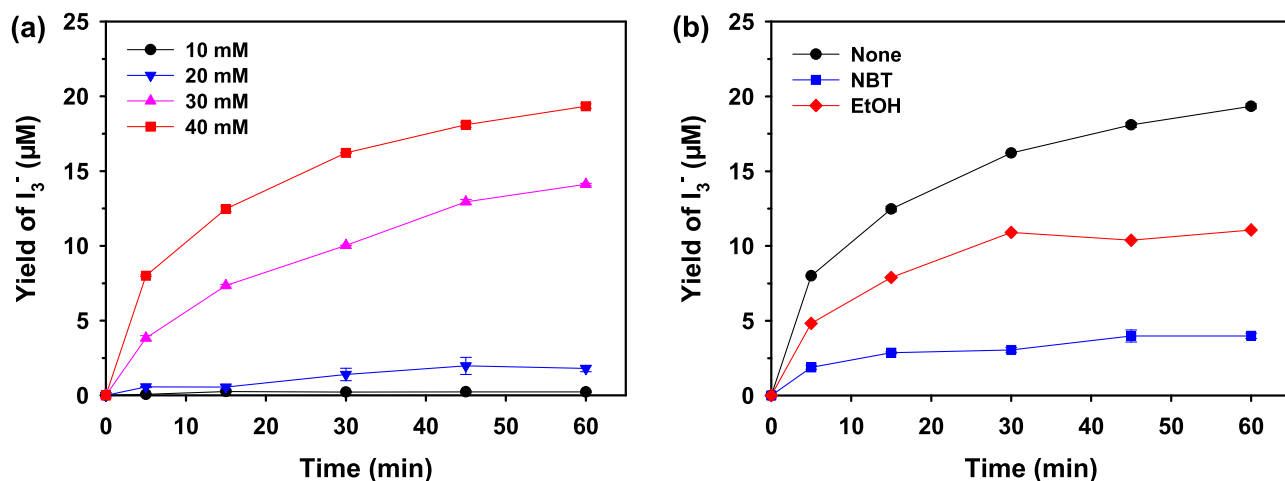 (a)
Yield of I₃⁻ (µM)
25
20
15
10
5
0
10 mM
20 mM
30 mM
40 mM
0 10 20 30 40 50 60
Time (min)
(b)
Yield of I₃⁻ (µM)
25
20
15
10
5
0
None
NBT
EtOH
0 10 20 30 40 50 60
Time (min)